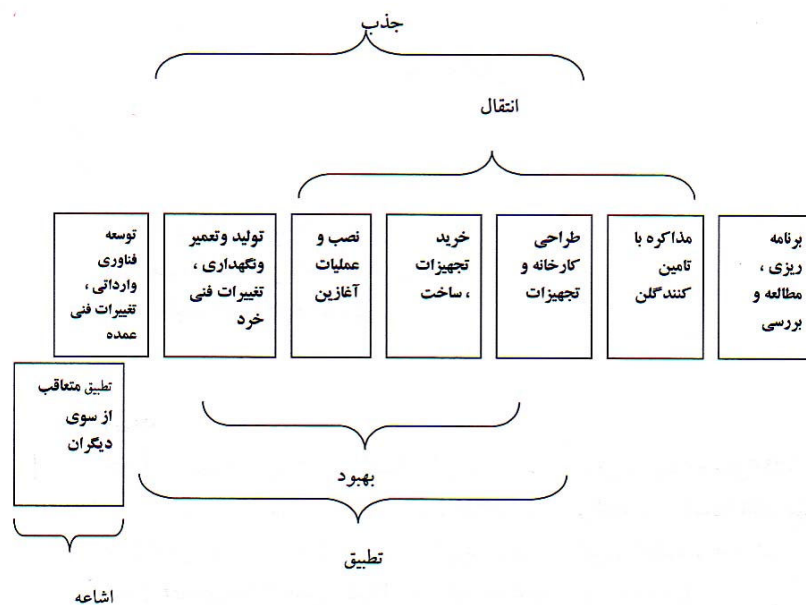 جذب
انتقال
برنامه
ریزی ،
مطالعه و
بررسی
مذاکره با
تامین
کنندگلن
طراحی
کارخانه و
تجهیزات
خرید
تجهیزات
، ساخت
نصب و
عملیات
آغازین
تولید وتعمیر
ونگهداری ،
تغییرات فنی
خرد
توسعه
فناوری
وارداتی ،
تغییرات فنی
عمده
تطبیق متعاقب
از سوی
دیگران
بهبود
تطبیق
اشاعه